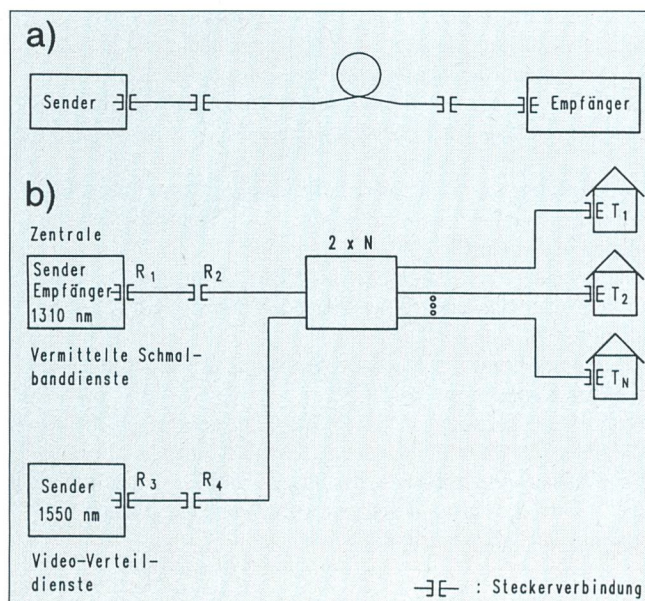 a)
Sender
Empfänger
b)
Zentrale
2 x N
T1
Sender
Empfänger
1310 nm
R1
R2
T2
Vermittelte Schmal-
banddienste
TN
Sender
1550 nm
R3
R4
Video-Verteil-
dienste
: Steckerverbindung